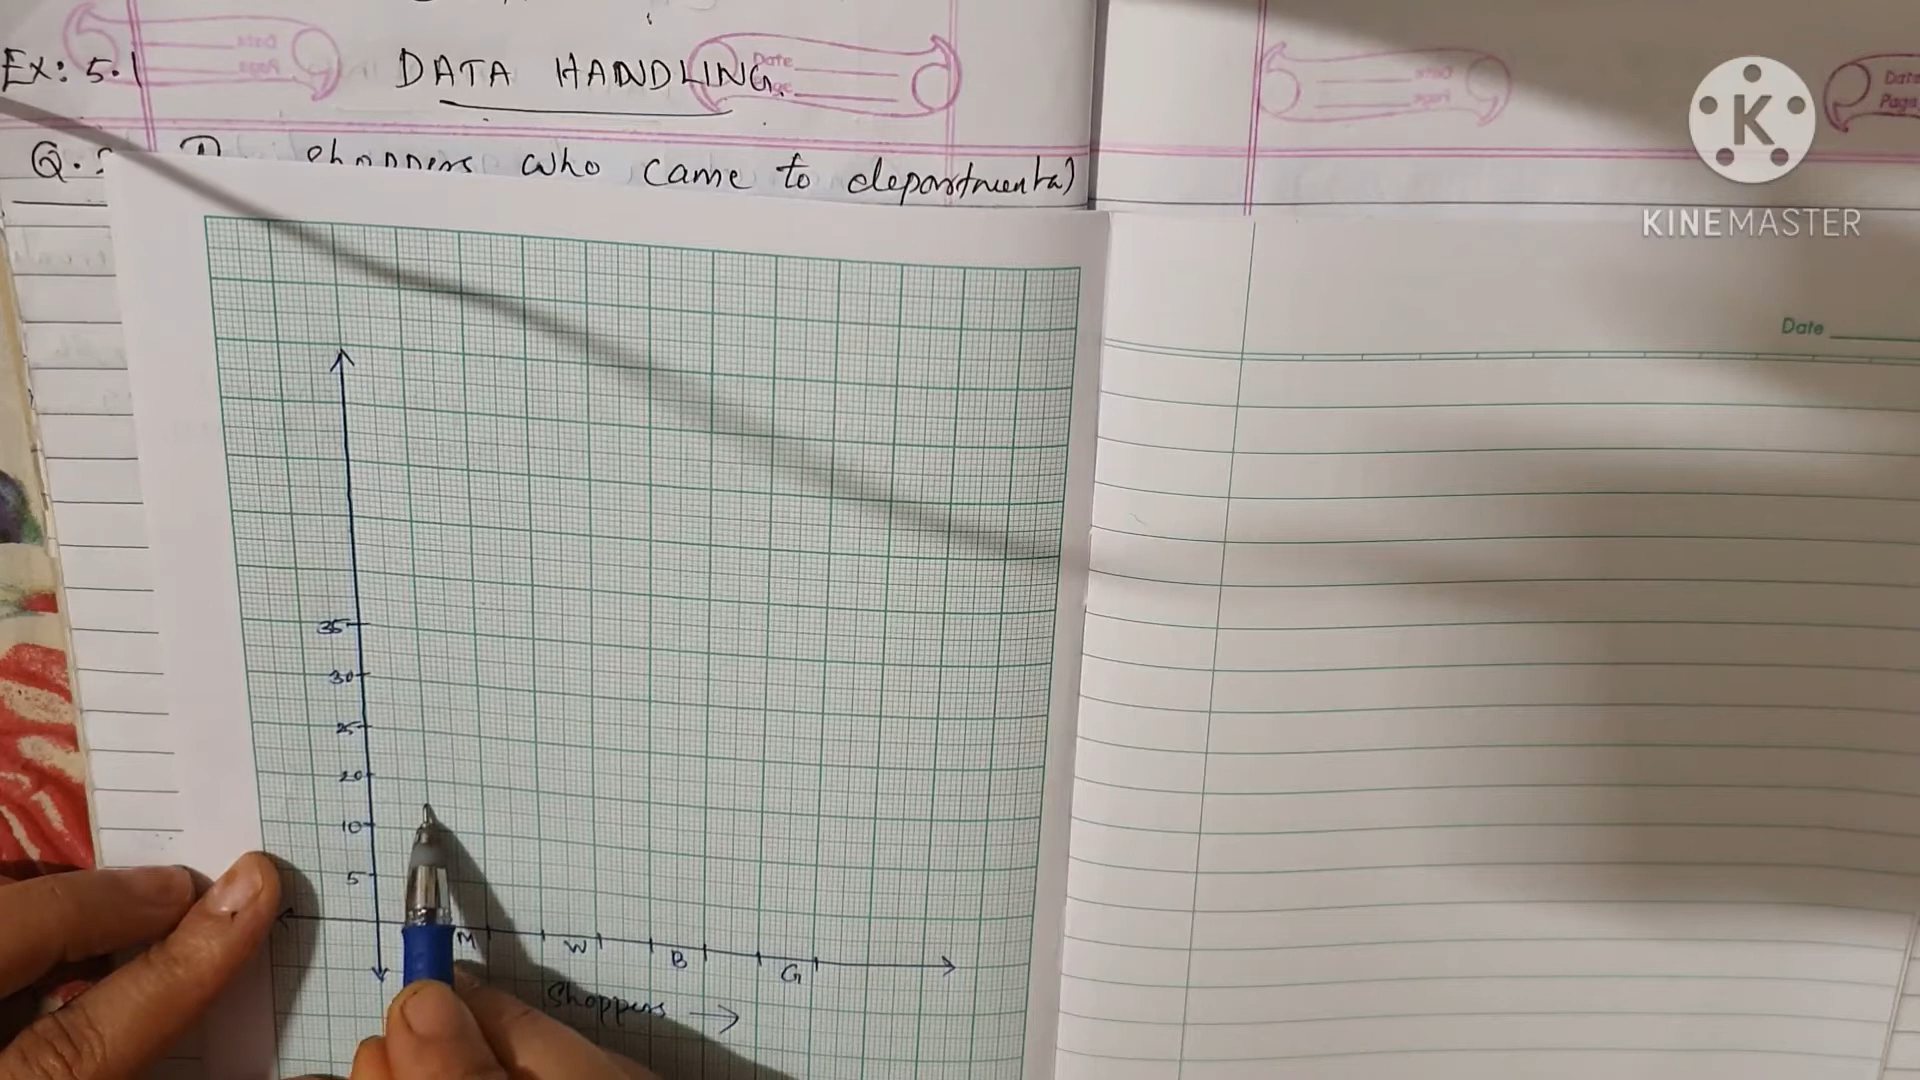 Ex: 5.1
DATA HANDLING.
Date
Date
Page
Q.
who came to departmental
K
KINEMASTER
Date
35
30
25
20
10
5
M W B G
Shoppers →